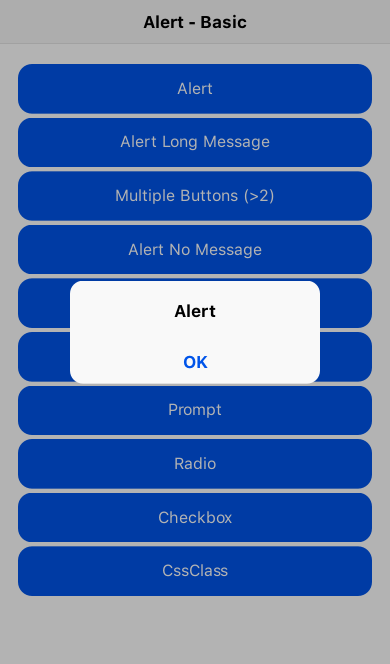 Alert - Basic
Alert
Alert Long Message
Multiple Buttons (>2)
Alert No Message
Alert
OK
Prompt
Radio
Checkbox
CssClass